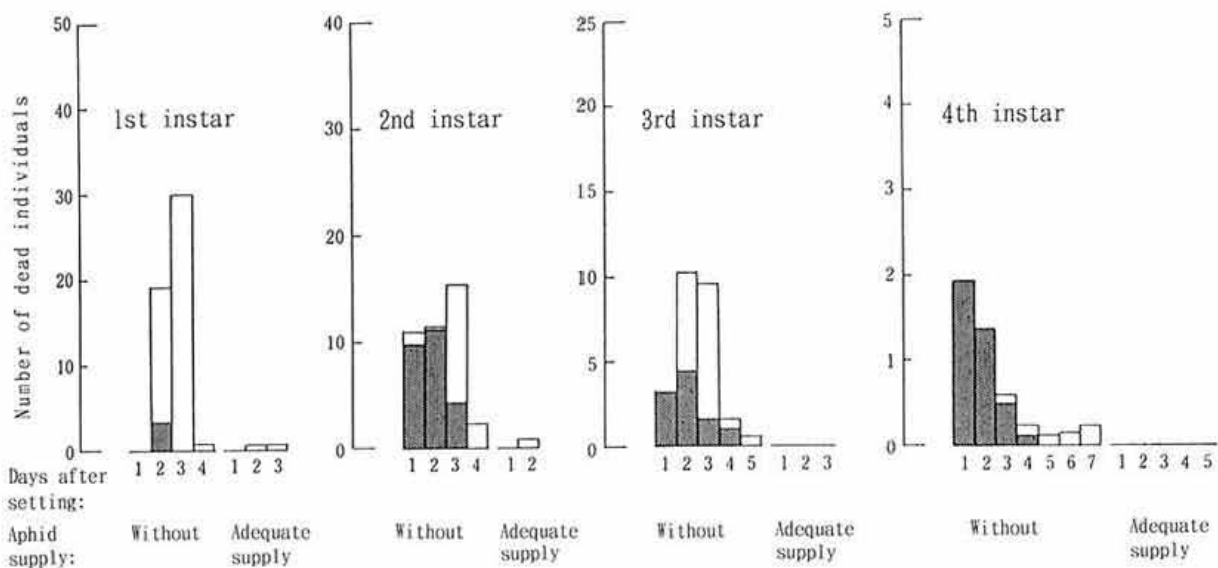 Number of dead individuals
50
40
30
20
10
0
1st instar
40
30
20
10
0
2nd instar
25
20
15
10
5
0
3rd instar
5
4
3
2
1
0
4th instar
Days after setting:
1 2 3 4 1 2 3
1 2 3 4 1 2
1 2 3 4 5 1 2 3
1 2 3 4 5 6 7 1 2 3 4 5
Aphid supply:
Without Adequate supply
Without Adequate supply
Without Adequate supply
Without Adequate supply